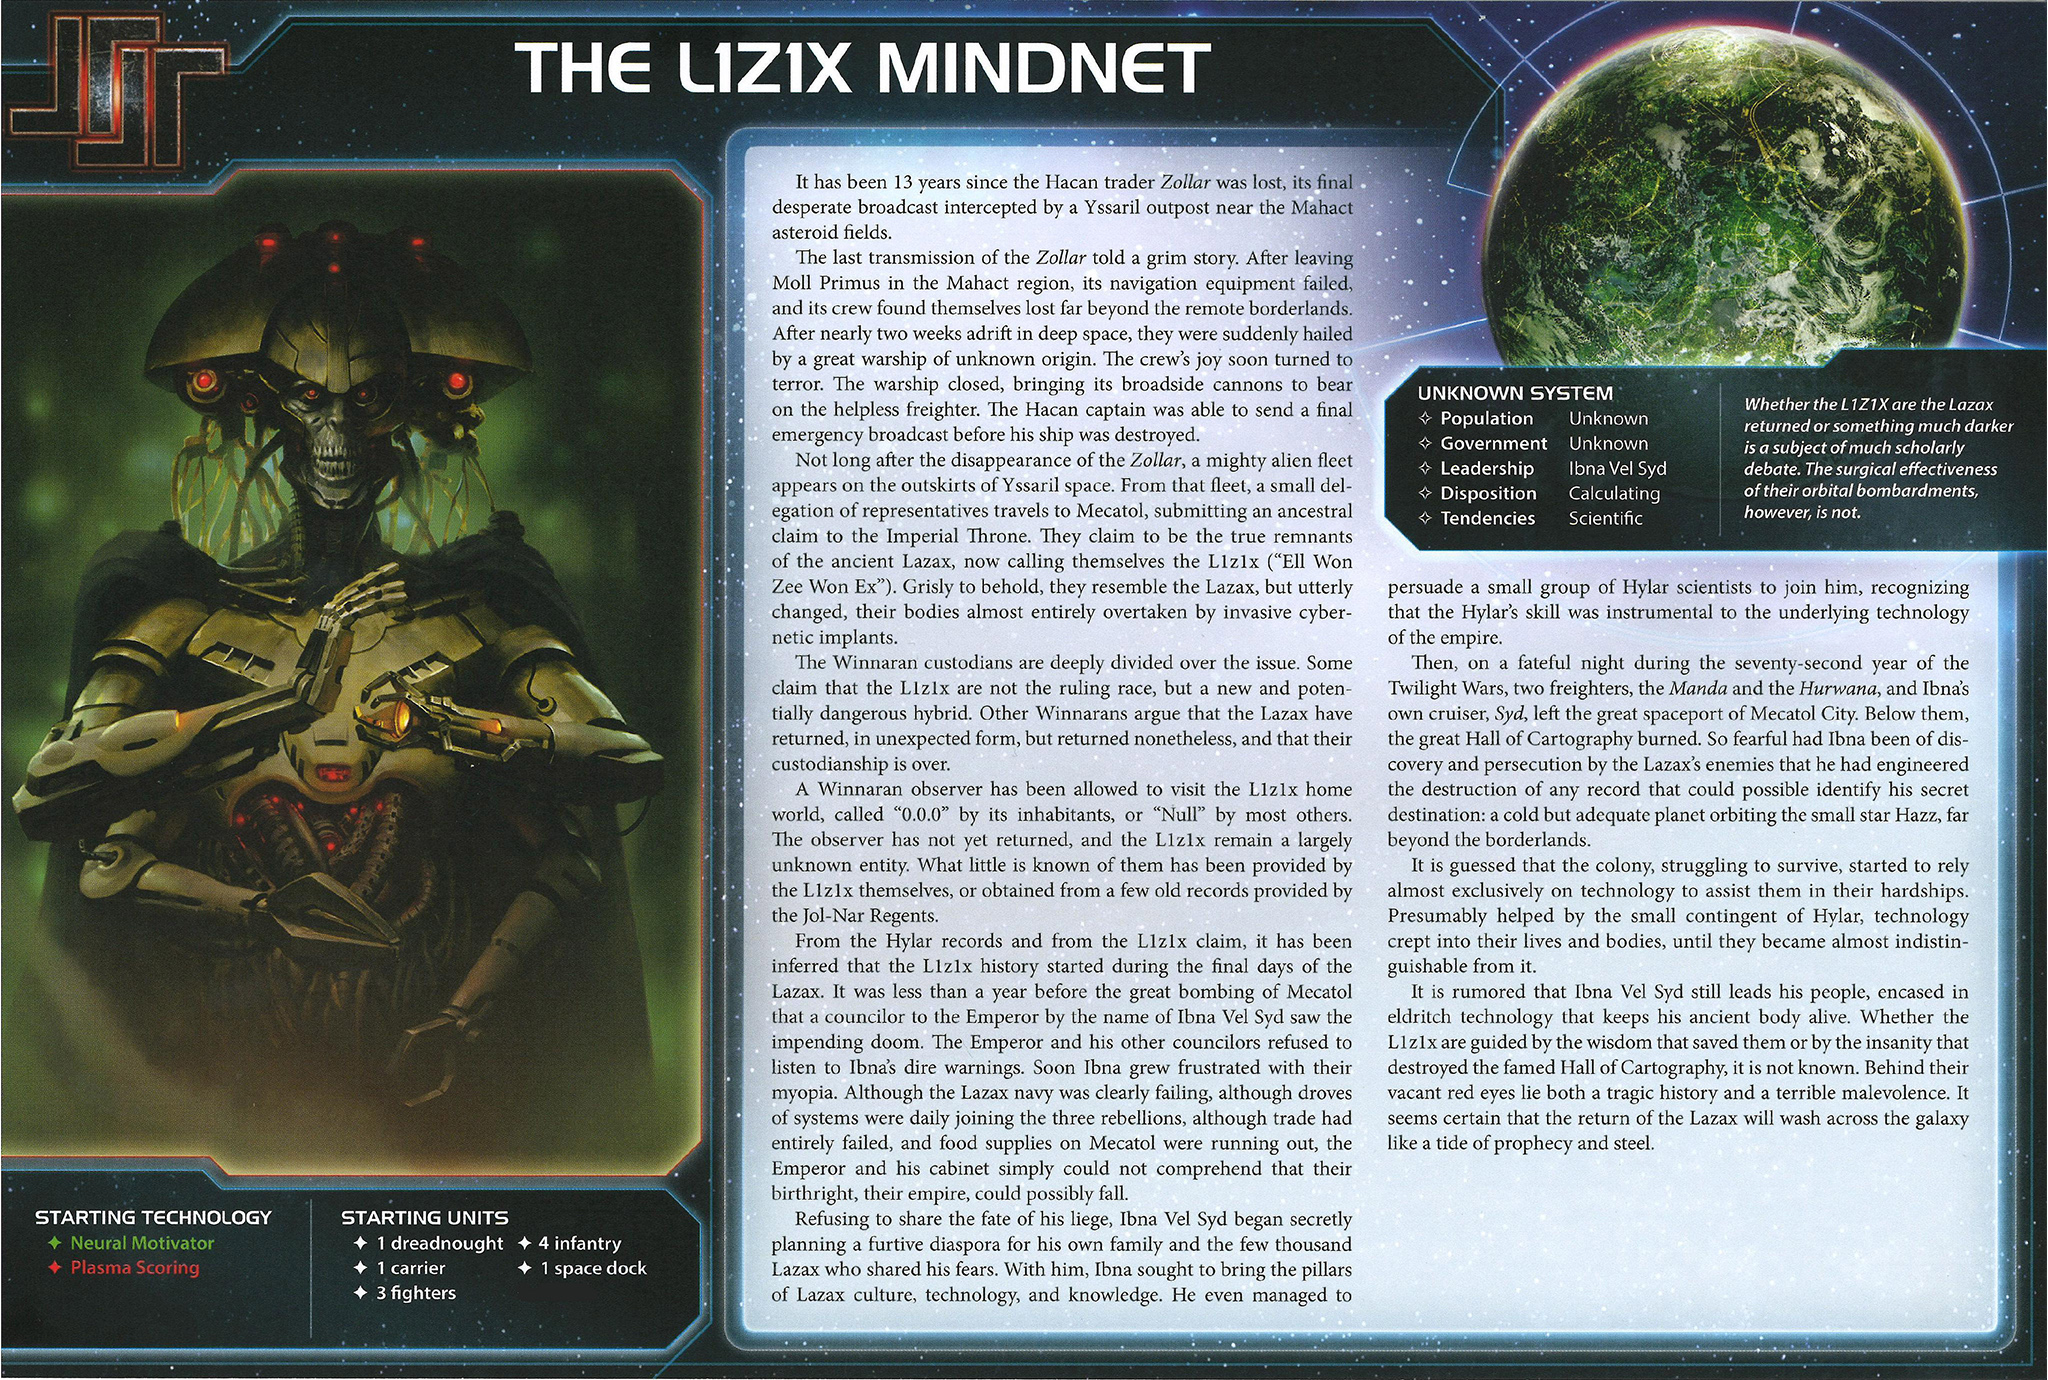 THE L1Z1X MINDNET
It has been 13 years since the Hacan trader Zollar was lost, its final
desperate broadcast intercepted by a Yssaril outpost near the Mahact
asteroid fields.
The last transmission of the Zollar told a grim story. After leaving
Moll Primus in the Mahact region, its navigation equipment failed,
and its crew found themselves lost far beyond the remote borderlands.
After nearly two weeks adrift in deep space, they were suddenly hailed
by a great warship of unknown origin. The crew's joy soon turned to
terror. The warship closed, bringing its broadside cannons to bear
on the helpless freighter. The Hacan captain was able to send a final
emergency broadcast before his ship was destroyed.
Not long after the disappearance of the Zollar, a mighty alien fleet
appears on the outskirts of Yssaril space. From that fleet, a small del-
egation of representatives travels to Mecatol, submitting an ancestral
claim to the Imperial Throne. They claim to be the true remnants
of the ancient Lazax, now calling themselves the L1z1x ("Ell Won
Zee Won Ex"). Grisly to behold, they resemble the Lazax, but utterly
changed, their bodies almost entirely overtaken by invasive cyber-
netic implants.
The Winnaran custodians are deeply divided over the issue. Some
claim that the L1z1x are not the ruling race, but a new and poten-
tially dangerous hybrid. Other Winnarans argue that the Lazax have
returned, in unexpected form, but returned nonetheless, and that their
custodianship is over.
A Winnaran observer has been allowed to visit the L1z1x home
world, called "0.0.0" by its inhabitants, or "Null" by most others.
The observer has not yet returned, and the L1z1x remain a largely
unknown entity. What little is known of them has been provided by
the L1z1x themselves, or obtained from a few old records provided by
the Jol-Nar Regents.
From the Hylar records and from the L1z1x claim, it has been
inferred that the L1z1x history started during the final days of the
Lazax. It was less than a year before the great bombing of Mecatol
that a councilor to the Emperor by the name of Ibna Vel Syd saw the
impending doom. The Emperor and his other councilors refused to
listen to Ibna's dire warnings. Soon Ibna grew frustrated with their
myopia. Although the Lazax navy was clearly failing, although droves
of systems were daily joining the three rebellions, although trade had
entirely failed, and food supplies on Mecatol were running out, the
Emperor and his cabinet simply could not comprehend that their
birthright, their empire, could possibly fall.
Refusing to share the fate of his liege, Ibna Vel Syd began secretly
planning a furtive diaspora for his own family and the few thousand
Lazax who shared his fears. With him, Ibna sought to bring the pillars
of Lazax culture, technology, and knowledge. He even managed to
UNKNOWN SYSTEM
Population Unknown
Government Unknown
Leadership Ibna Vel Syd
Disposition Calculating
Tendencies Scientific
Whether the L1Z1X are the Lazax
returned or something much darker
is a subject of much scholarly
debate. The surgical effectiveness
of their orbital bombardments,
however, is not.
persuade a small group of Hylar scientists to join him, recognizing
that the Hylar's skill was instrumental to the underlying technology
of the empire.
Then, on a fateful night during the seventy-second year of the
Twilight Wars, two freighters, the Manda and the Hurwana, and Ibna's
own cruiser, Syd, left the great spaceport of Mecatol City. Below them,
the great Hall of Cartography burned. So fearful had Ibna been of dis-
covery and persecution by the Lazax's enemies that he had engineered
the destruction of any record that could possible identify his secret
destination: a cold but adequate planet orbiting the small star Hazz, far
beyond the borderlands.
It is guessed that the colony, struggling to survive, started to rely
almost exclusively on technology to assist them in their hardships.
Presumably helped by the small contingent of Hylar, technology
crept into their lives and bodies, until they became almost indistin-
guishable from it.
It is rumored that Ibna Vel Syd still leads his people, encased in
eldritch technology that keeps his ancient body alive. Whether the
L1z1x are guided by the wisdom that saved them or by the insanity that
destroyed the famed Hall of Cartography, it is not known. Behind their
vacant red eyes lie both a tragic history and a terrible malevolence. It
seems certain that the return of the Lazax will wash across the galaxy
like a tide of prophecy and steel.
STARTING TECHNOLOGY
Neural Motivator
Plasma Scoring
STARTING UNITS
1 dreadnought
1 carrier
3 fighters
4 infantry
1 space dock